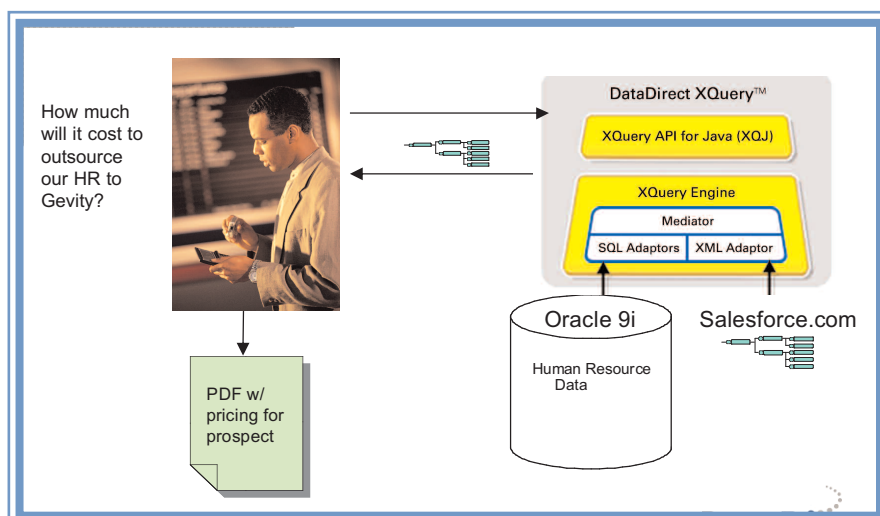 How much
will it cost to
outsource
our HR to
Gevity?
DataDirect XQuery™
XQuery API for Java (XQJ)
XQuery Engine
Mediator
SQL Adaptors
XML Adaptor
Oracle 9i
Salesforce.com
Human Resource
Data
PDF w/
pricing for
prospect